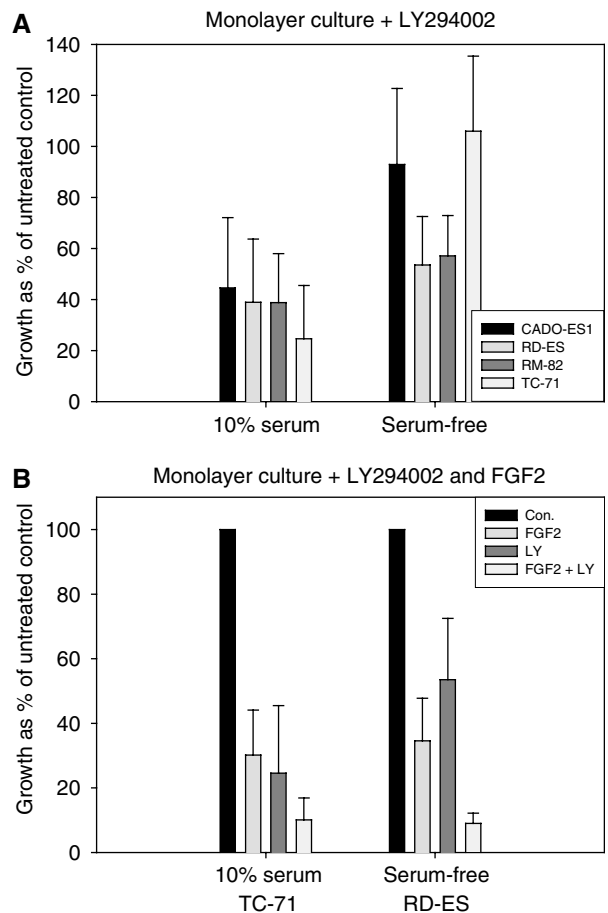 A
Monolayer culture + LY294002
Growth as % of untreated control
140
120
100
80
60
40
20
0
CADO-ES1
RD-ES
RM-82
TC-71
10% serum
Serum-free
B
Monolayer culture + LY294002 and FGF2
Growth as % of untreated control
100
80
60
40
20
0
Con.
FGF2
LY
FGF2 + LY
10% serum
Serum-free
TC-71
RD-ES